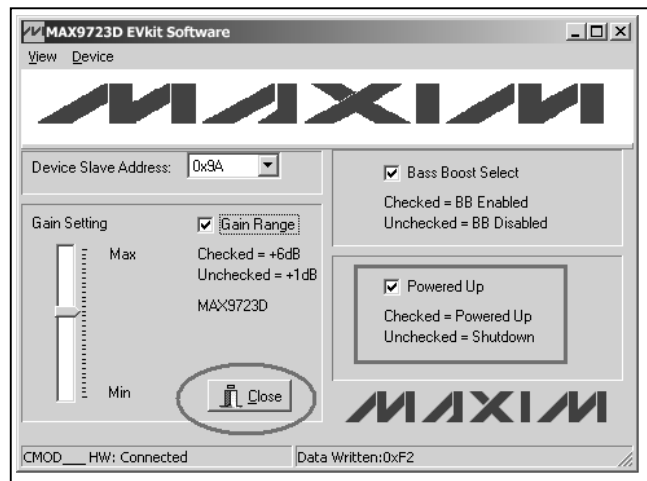 MAX9723D EVkit Software
View Device
MAXIM
Device Slave Address: 0x9A
Bass Boost Select
Checked = BB Enabled
Unchecked = BB Disabled
Gain Setting
Gain Range
Max
Checked = +6dB
Unchecked = +1dB
MAX9723D
Min
Close
Powered Up
Checked = Powered Up
Unchecked = Shutdown
MAXIM
CMOD___ HW: Connected
Data Written:0xF2